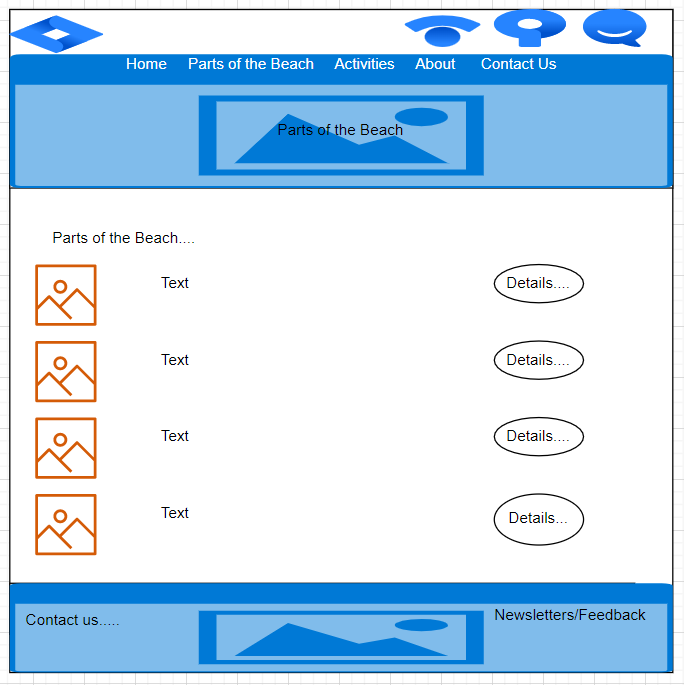 Home Parts of the Beach Activities About Contact Us
Parts of the Beach
Parts of the Beach....
Text Details....
Text Details....
Text Details....
Text Details...
Contact us..... Newsletters/Feedback